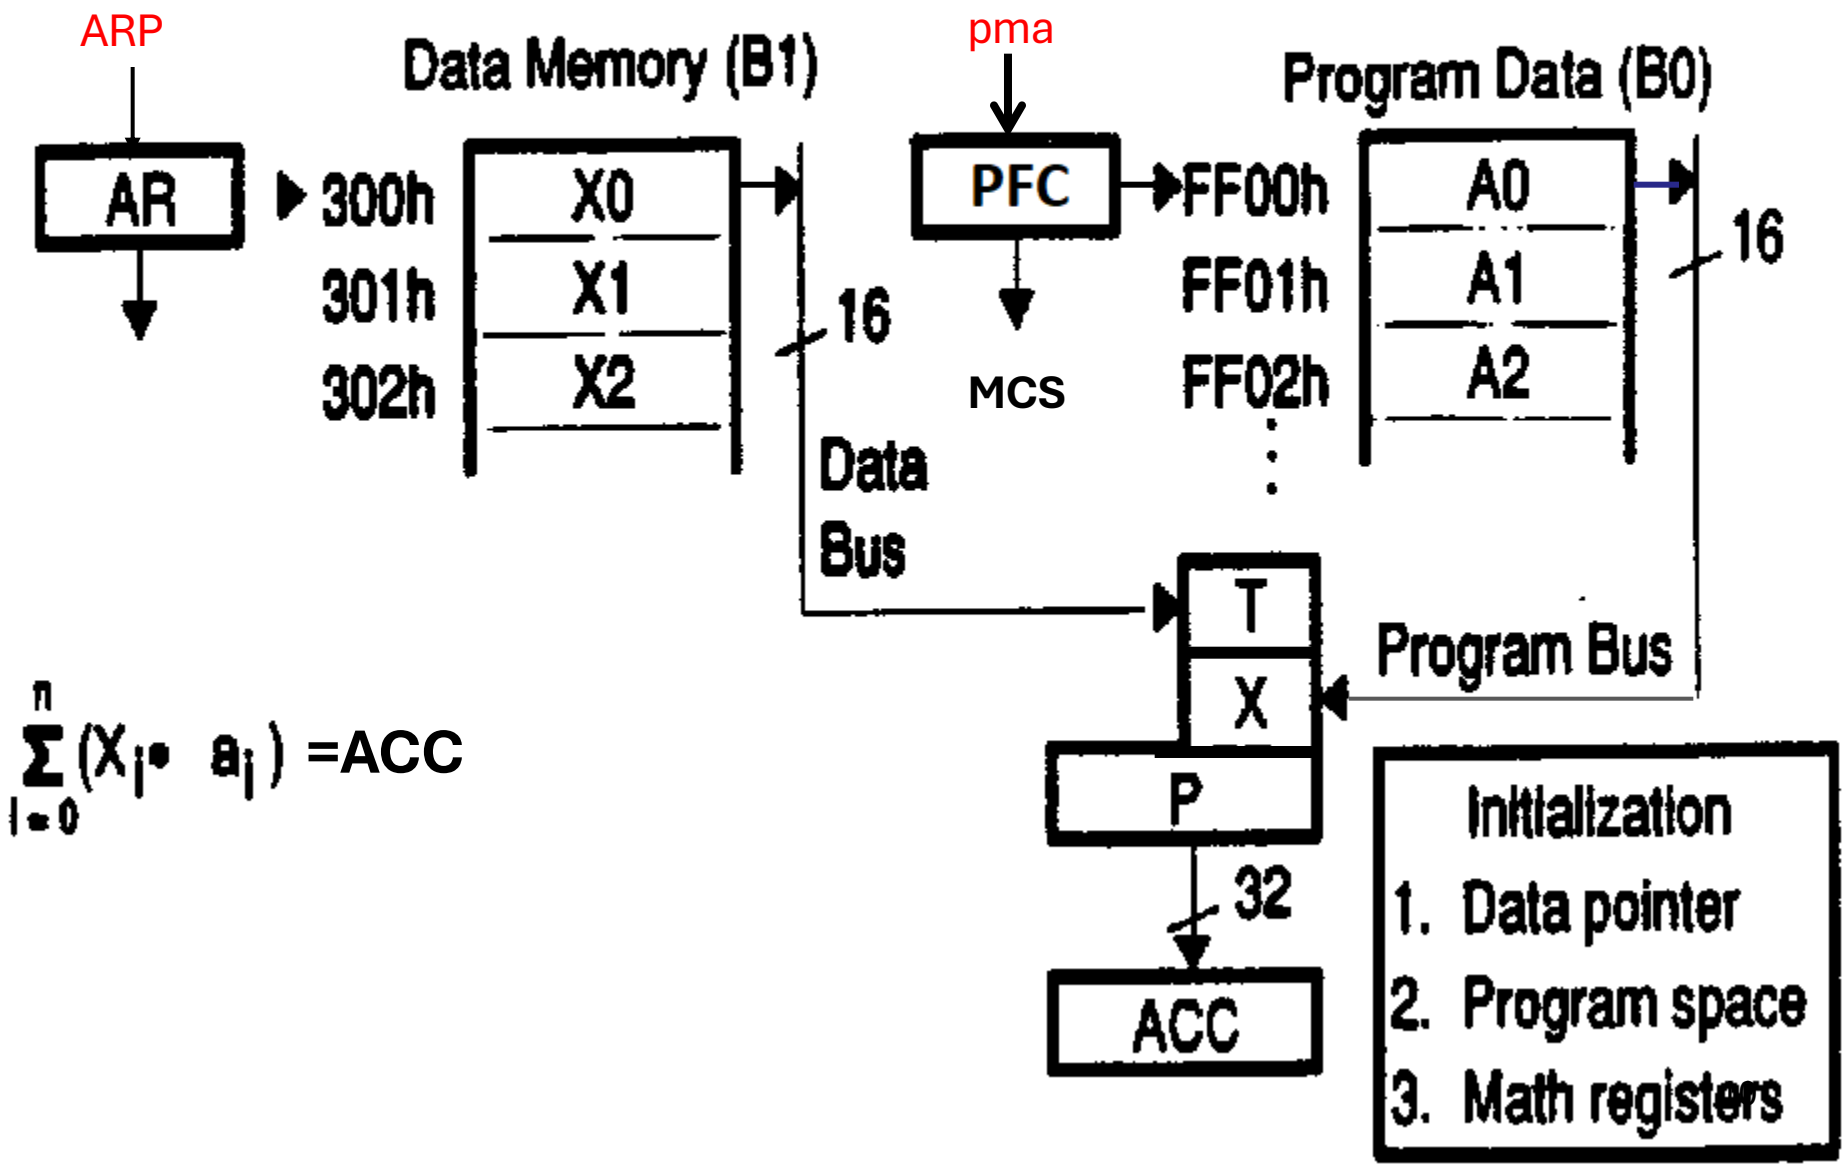 ARP
pma
Data Memory (B1)
Program Data (B0)
AR
300h
X0
301h
X1
302h
X2
16
Data
Bus
PFC
MCS
FF00h
A0
FF01h
A1
FF02h
A2
16
T
X
Program Bus
P
32
ACC
n
Σ (Xi • ai) =ACC
i=0
Initialization
1. Data pointer
2. Program space
3. Math registers